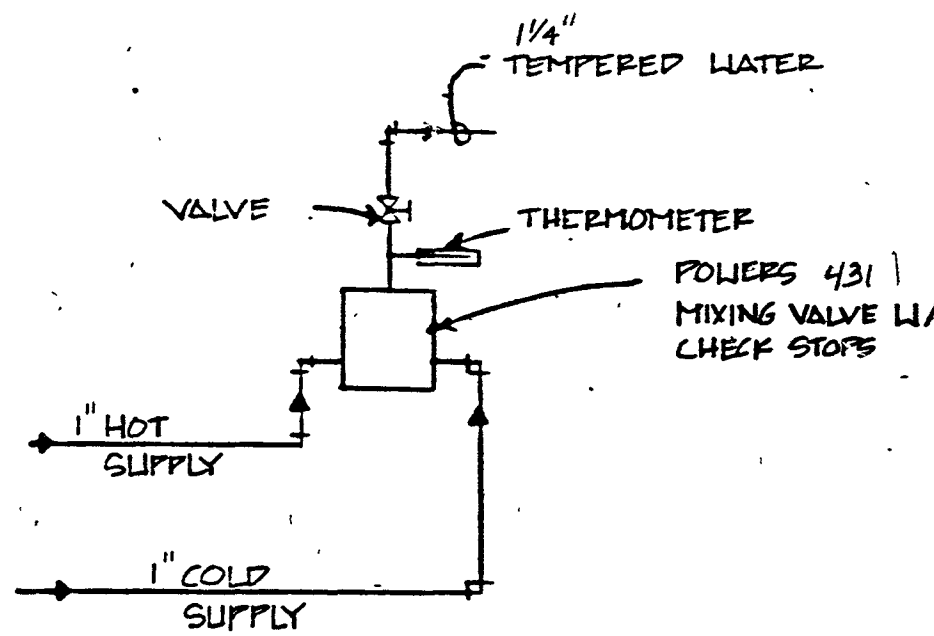 1¼"
TEMPERED WATER
VALVE
THERMOMETER
POWERS 431
MIXING VALVE W/
CHECK STOPS
1" HOT
SUPPLY
1" COLD
SUPPLY